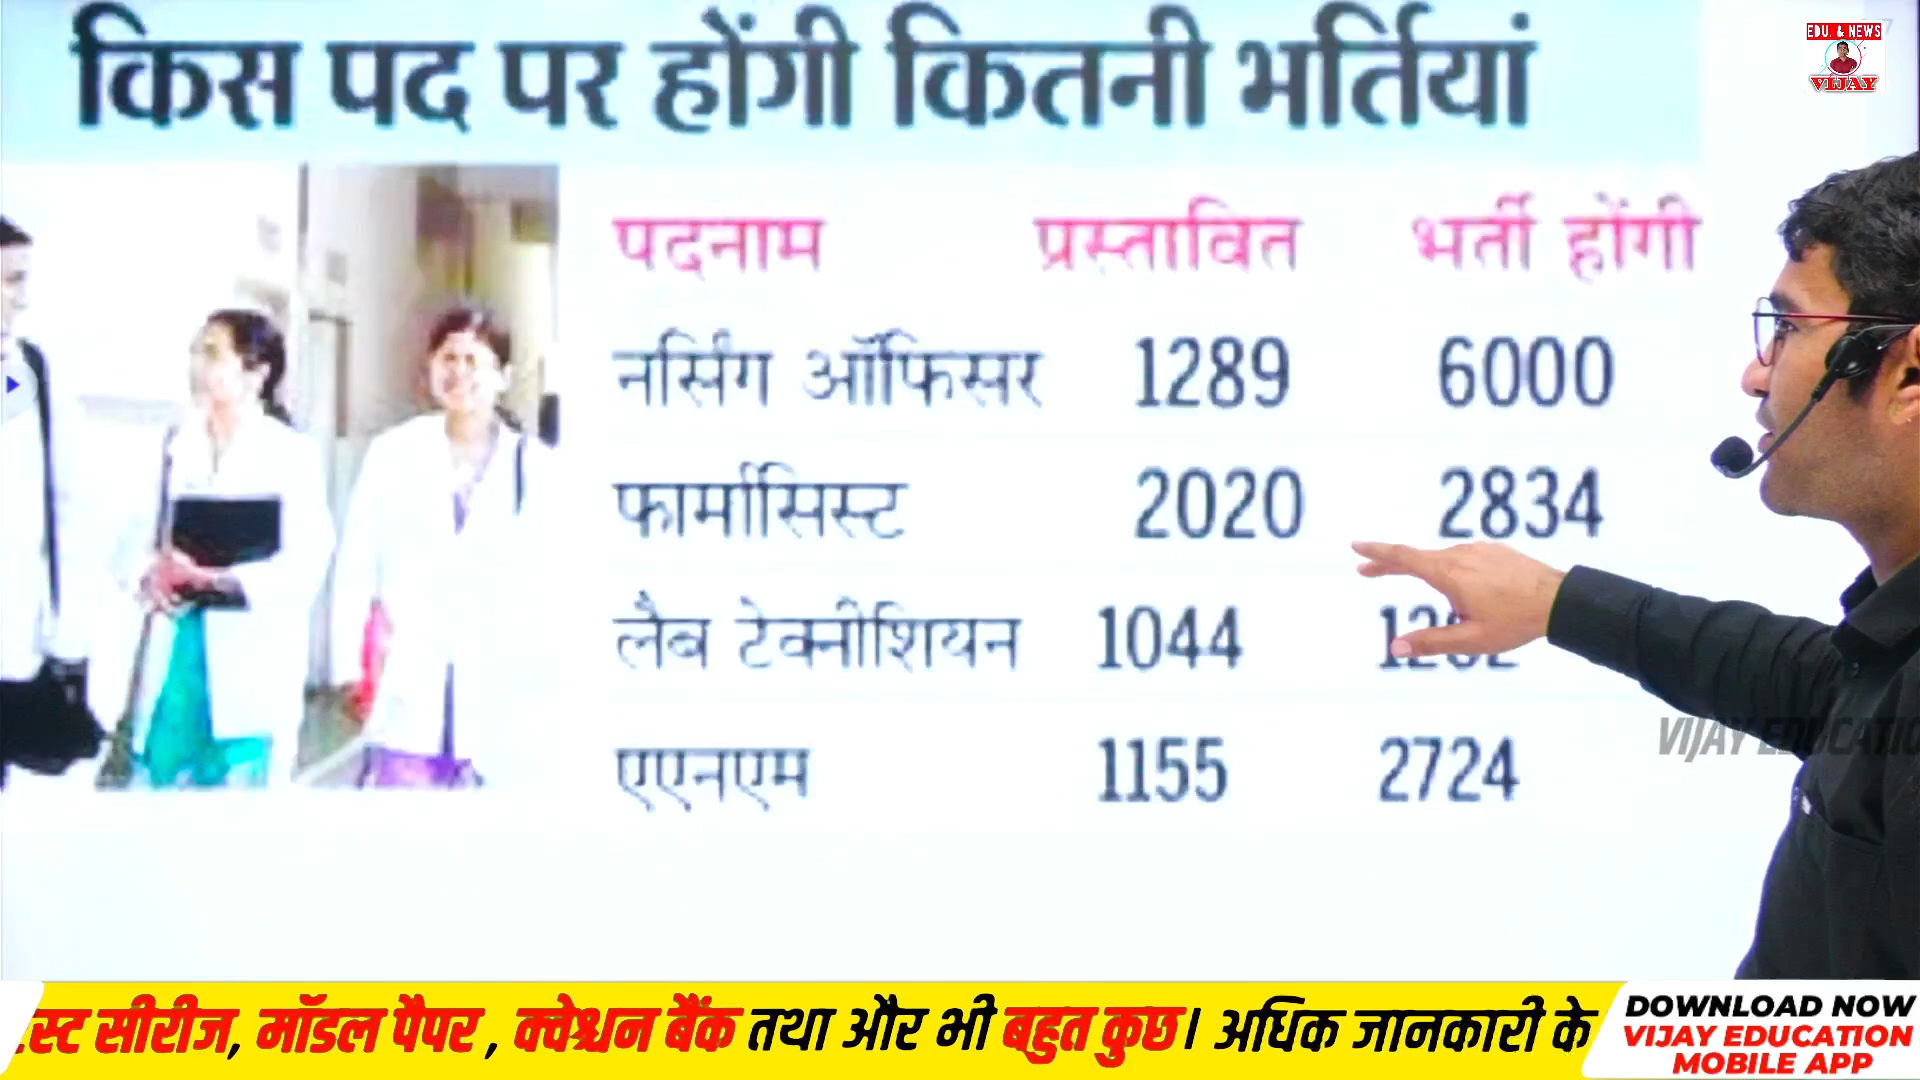 किस पद पर होंगी कितनी भर्तियां
EDU. & NEWS
VIJAY
पदनाम प्रस्तावित भर्ती होंगी
नर्सिंग ऑफिसर 1289 6000
फार्मासिस्ट 2020 2834
लैब टेक्नीशियन 1044
एएनएम 1155 2724
VIJAY EDUCATIO
सीरीज, मॉडल पैपर, क्वेश्चन बैंक तथा और भी बहुत कुछ। अधिक जानकारी के
DOWNLOAD NOW
VIJAY EDUCATION
MOBILE APP